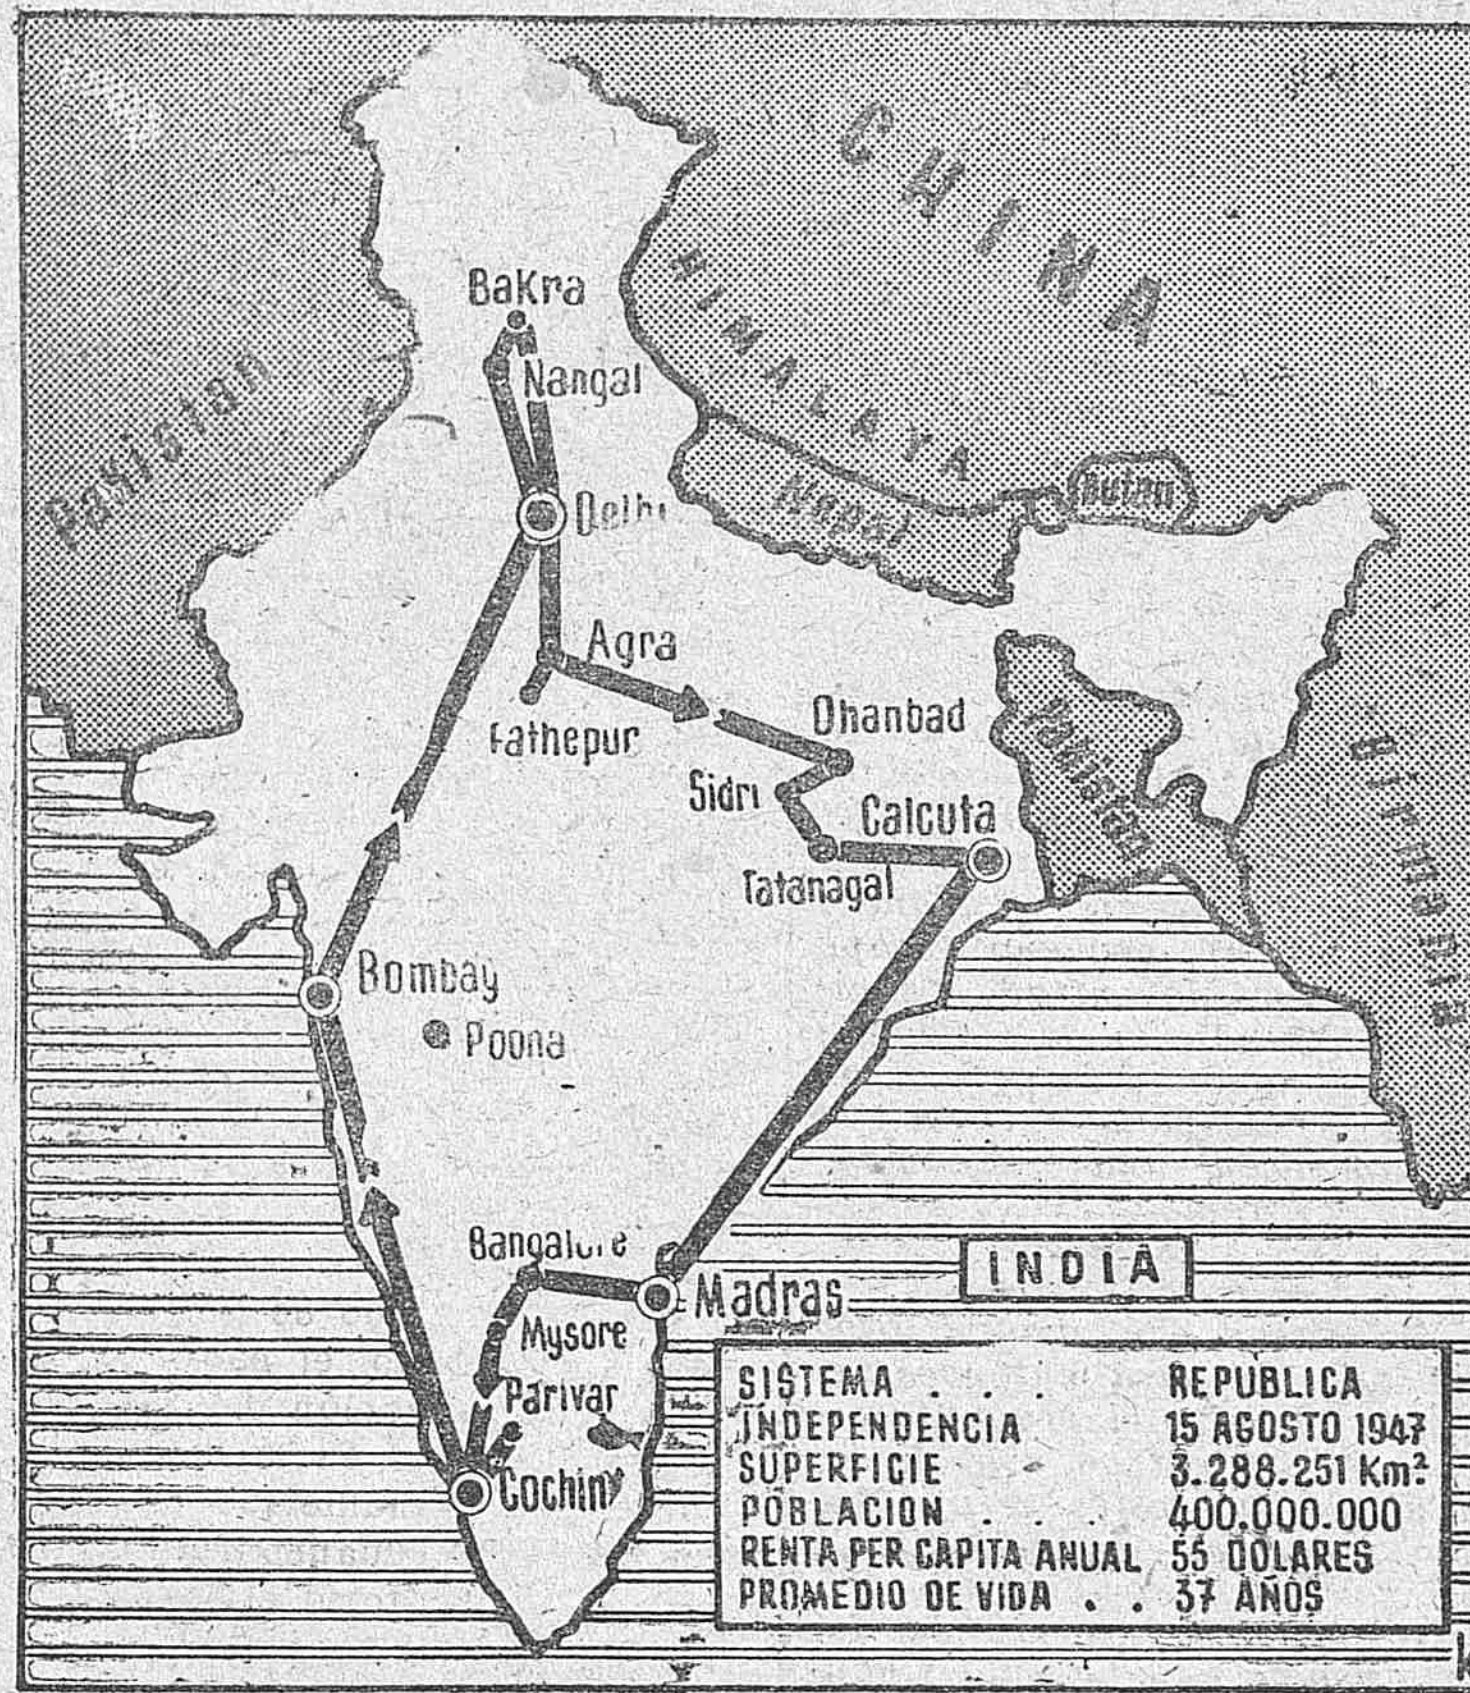 CHINA
HIMALAYA
BaKra
Nangal
Pakistan
Nepal
Butan
Delhi
Agra
Fathepur
Dhanbad
Sidri
Calcuta
Tatanagal
Pakistan
Birmania
Bombay
Poona
Bangalore
Madras
Mysore
Parivar
Cochin
INDIA
SISTEMA . . . REPUBLICA
INDEPENDENCIA 15 AGOSTO 1947
SUPERFICIE 3.288.251 Km²
POBLACION . . . 400.000.000
RENTA PER CAPITA ANUAL 55 DOLARES
PROMEDIO DE VIDA . . 37 AÑOS